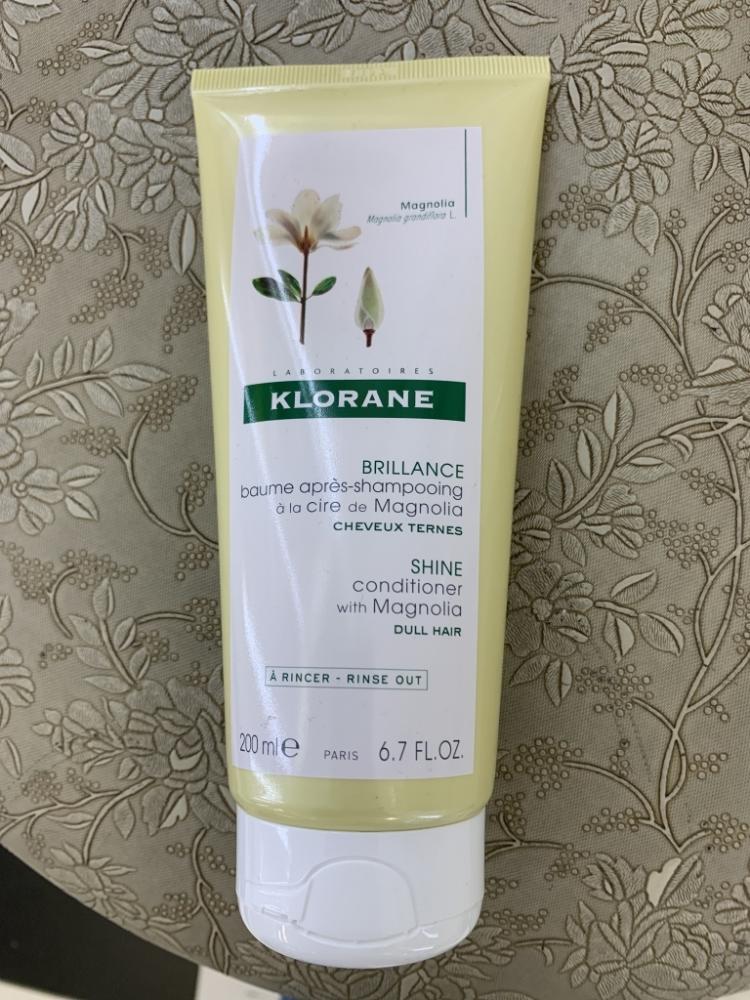 Magnolia
Magnolia grandiflora L.
LABORATOIRES
KLORANE
BRILLANCE
baume après-shampooing
à la cire de Magnolia
CHEVEUX TERNES
SHINE
conditioner
with Magnolia
DULL HAIR
À RINCER - RINSE OUT
200 ml e PARIS 6.7 FL.OZ.